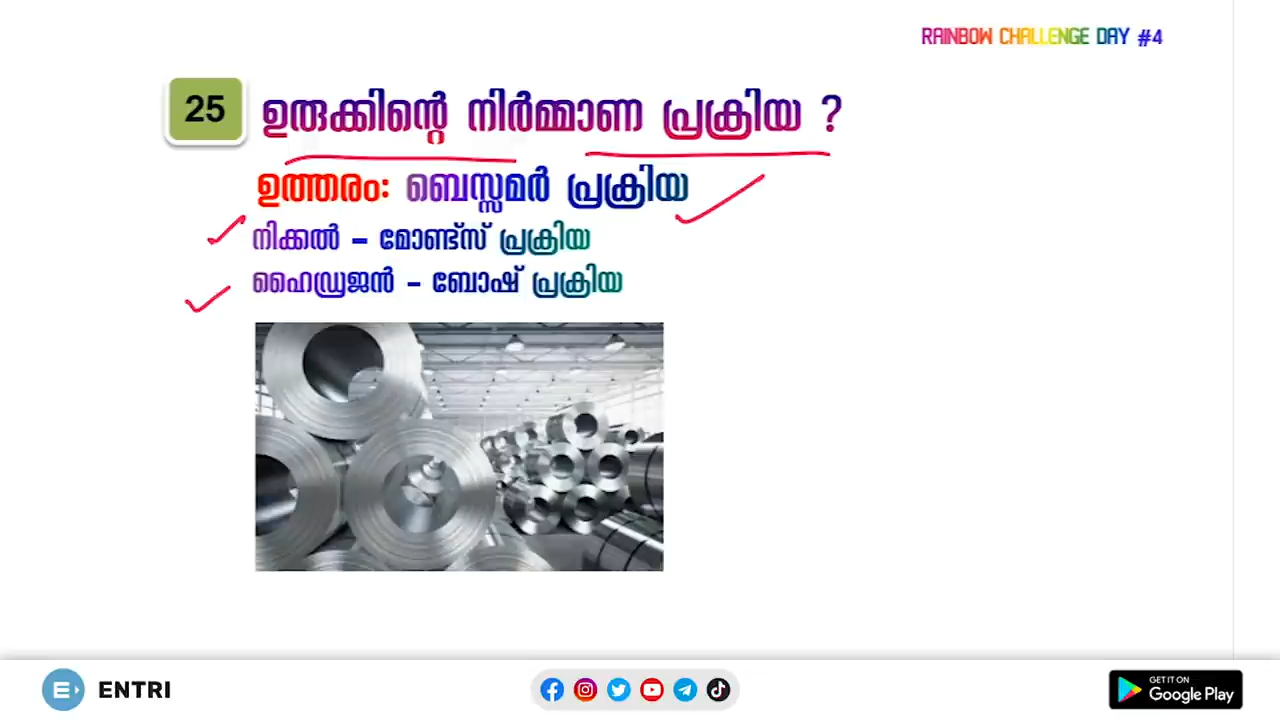 RAINBOW CHALLENGE DAY #4
25 ഉരുക്കിന്റെ നിർമ്മാണ പ്രക്രിയ ?
ഉത്തരം: ബെസ്സമർ പ്രക്രിയ
നിക്കൽ – മോണ്ട്സ് പ്രക്രിയ
ഹൈഡ്രജൻ – ബോഷ് പ്രക്രിയ
ENTRI
GET IT ON
Google Play